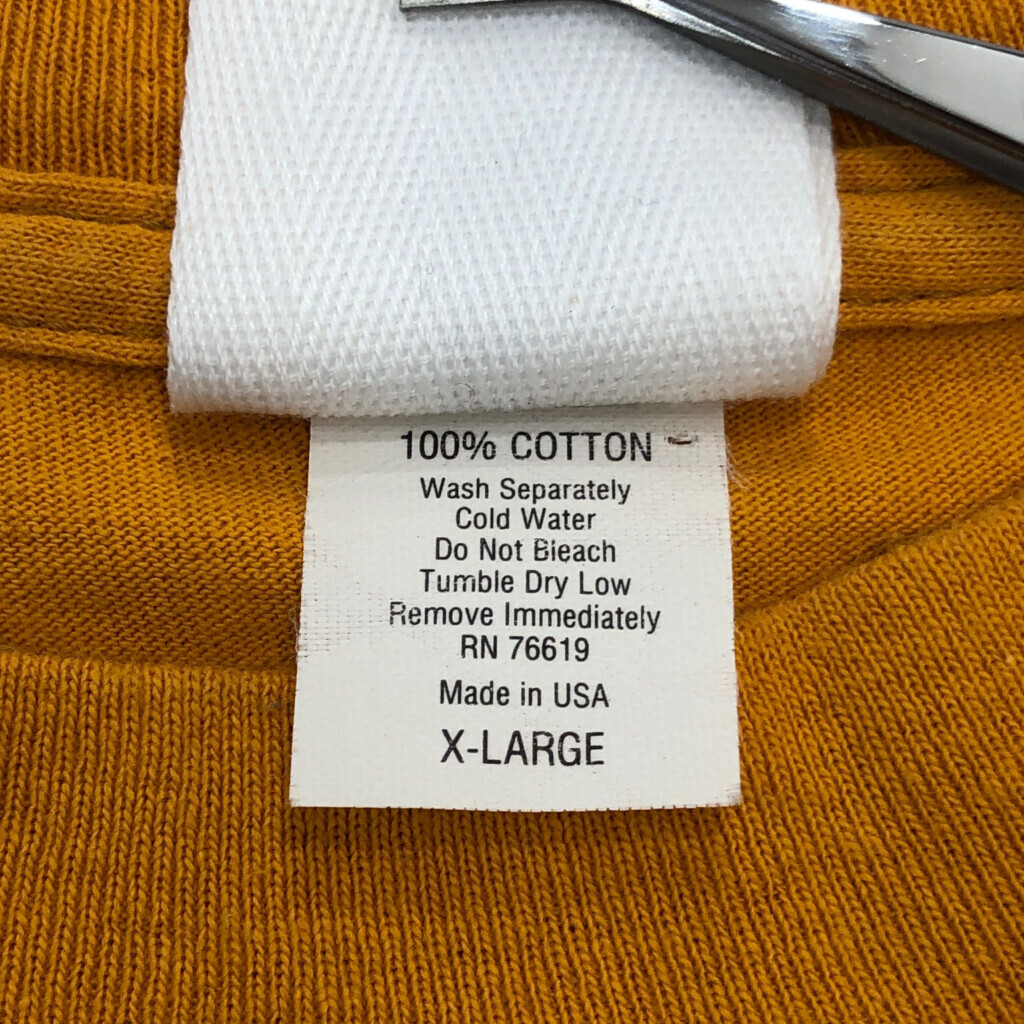 100% COTTON
Wash Separately
Cold Water
Do Not Bleach
Tumble Dry Low
Remove Immediately
RN 76619
Made in USA
X-LARGE